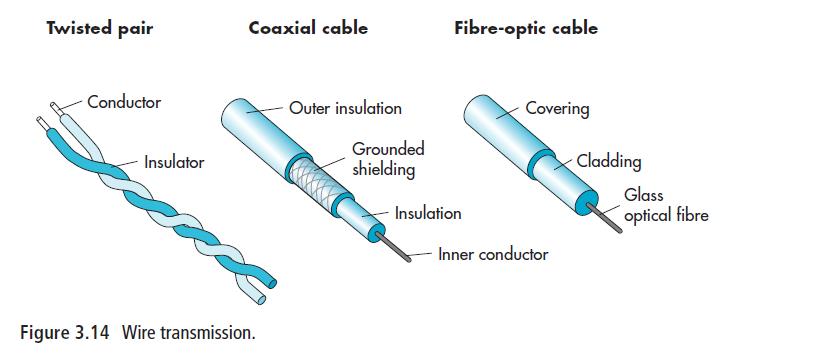 Twisted pair
Coaxial cable
Fibre-optic cable
Conductor
Insulator
Outer insulation
Grounded
shielding
Insulation
Inner conductor
Covering
Cladding
Glass
optical fibre
Figure 3.14 Wire transmission.